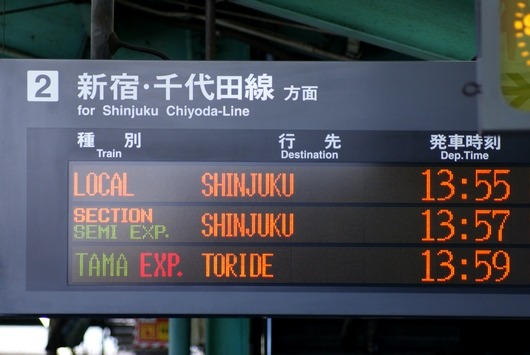 2 新宿・千代田線 方面
for Shinjuku Chiyoda-Line
種別 行先 発車時刻
Train Destination Dep.Time
LOCAL SHINJUKU 13:55
SECTION SEMI EXP. SHINJUKU 13:57
TAMA EXP. TORIDE 13:59